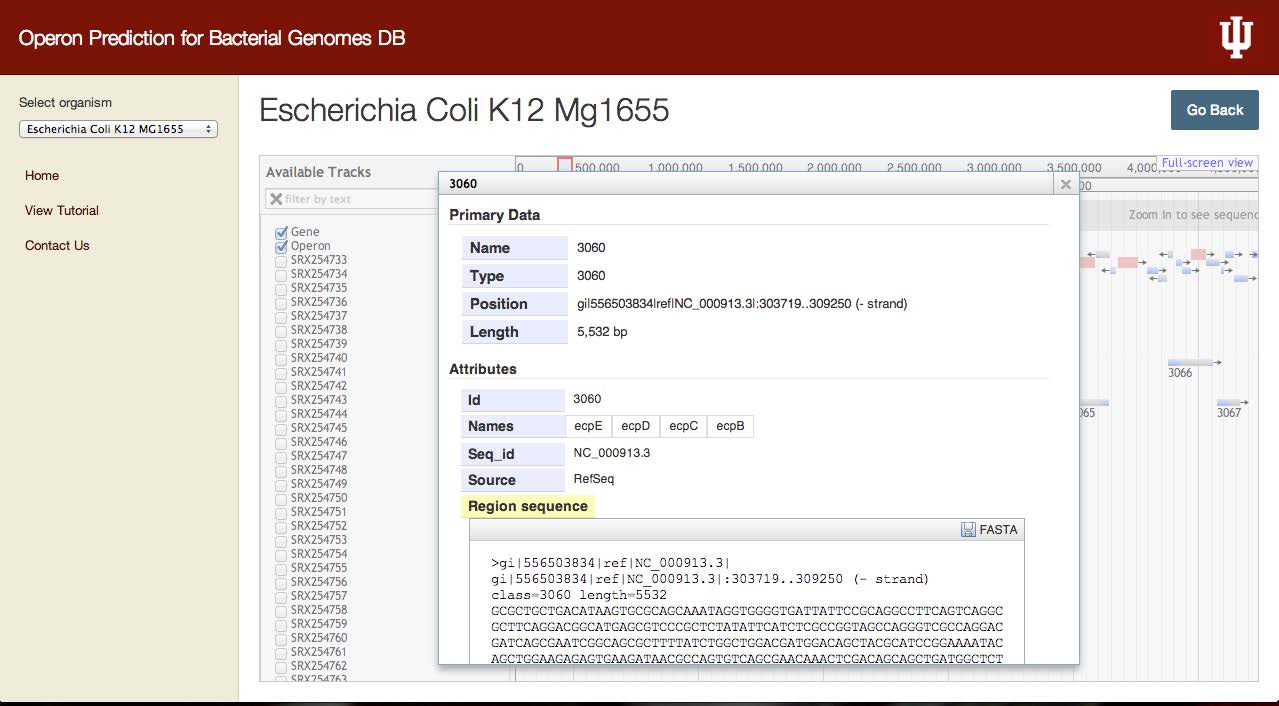 Operon Prediction for Bacterial Genomes DB
Select organism
Escherichia Coli K12 MG1655
Home
View Tutorial
Contact Us
Escherichia Coli K12 Mg1655
Go Back
Available Tracks
filter by text
Gene
Operon
SRX254733
SRX254734
SRX254735
SRX254736
SRX254737
SRX254738
SRX254739
SRX254740
SRX254741
SRX254742
SRX254743
SRX254744
SRX254745
SRX254746
SRX254747
SRX254748
SRX254749
SRX254750
SRX254751
SRX254752
SRX254753
SRX254754
SRX254755
SRX254756
SRX254757
SRX254758
SRX254759
SRX254760
SRX254761
SRX254762
SRX254763
0 500,000 1,000,000 1,500,000 2,000,000 2,500,000 3,000,000 3,500,000
Full-screen view
Zoom in to see sequenc
3066
065
3067
3060
Primary Data
Name 3060
Type 3060
Position gi|556503834|ref|NC_000913.3|:303719..309250 (- strand)
Length 5,532 bp
Attributes
Id 3060
Names ecpE ecpD ecpC ecpB
Seq_id NC_000913.3
Source RefSeq
Region sequence
FASTA
>gi|556503834|ref|NC_000913.3|
gi|556503834|ref|NC_000913.3|:303719..309250 (- strand)
class=3060 length=5532
GCGCTGCTGACATAAGTGCGCAGCAAATAGGTGGGGTGATTATTCCGCAGGCCTTCAGTCAGGC
GCTTCAGGACGGCATGAGCGTCCCGCTCTATATTCATCTCGCCGGTAGCCAGGGTCGCCAGGAC
GATCAGCGAATCGGCAGCGCTTTTATCTGGCTGGACGATGGACAGCTACGCATCCGGAAAATAC
AGCTGGAAGAGAGTGAAGATAACGCCAGTGTCAGCGAACAAACTCGACAGCAGCTGATGGCTCT